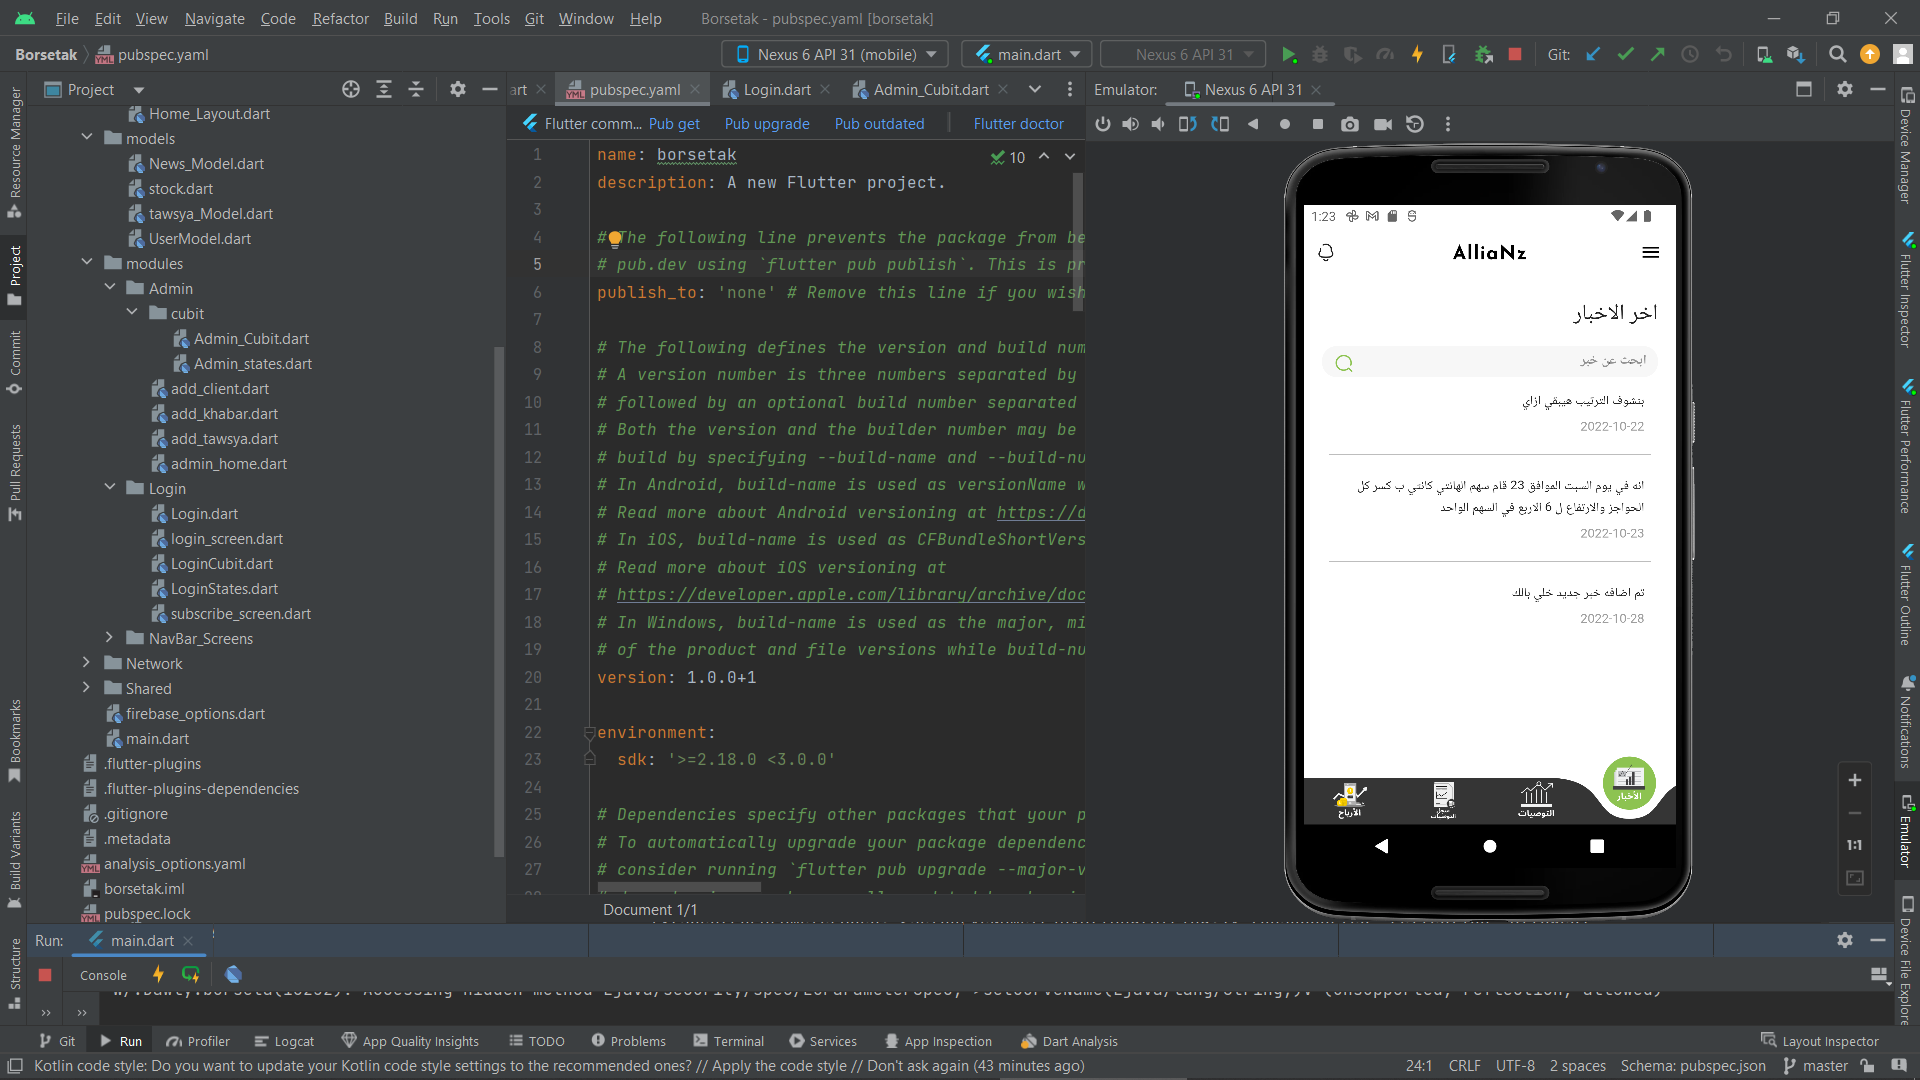 File Edit View Navigate Code Refactor Build Run Tools Git Window Help Borsetak - pubspec.yaml [borsetak]
Borsetak pubspec.yaml Nexus 6 API 31 (mobile) main.dart Nexus 6 API 31 Git:
Project
Home_Layout.dart
models
News_Model.dart
stock.dart
tawsya_Model.dart
UserModel.dart
modules
Admin
cubit
Admin_Cubit.dart
Admin_states.dart
add_client.dart
add_khabar.dart
add_tawsya.dart
admin_home.dart
Login
Login.dart
login_screen.dart
LoginCubit.dart
LoginStates.dart
subscribe_screen.dart
NavBar_Screens
Network
Shared
firebase_options.dart
main.dart
.flutter-plugins
.flutter-plugins-dependencies
.gitignore
.metadata
analysis_options.yaml
borsetak.iml
pubspec.lock
Resource Manager
Project
Commit
Pull Requests
Bookmarks
Build Variants
Structure
art pubspec.yaml Login.dart Admin_Cubit.dart
Flutter comm... Pub get Pub upgrade Pub outdated Flutter doctor
10
1 name: borsetak
2 description: A new Flutter project.
3
4 # The following line prevents the package from be
5 # pub.dev using `flutter pub publish`. This is pr
6 publish_to: 'none' # Remove this line if you wish
7
8 # The following defines the version and build num
9 # A version number is three numbers separated by
10 # followed by an optional build number separated
11 # Both the version and the builder number may be
12 # build by specifying --build-name and --build-nu
13 # In Android, build-name is used as versionName w
14 # Read more about Android versioning at https://d
15 # In iOS, build-name is used as CFBundleShortVers
16 # Read more about iOS versioning at
17 # https://developer.apple.com/library/archive/doc
18 # In Windows, build-name is used as the major, mi
19 # of the product and file versions while build-nu
20 version: 1.0.0+1
21
22 environment:
23 sdk: '>=2.18.0 <3.0.0'
24
25 # Dependencies specify other packages that your p
26 # To automatically upgrade your package dependenc
27 # consider running `flutter pub upgrade --major-v
Document 1/1
Emulator: Nexus 6 API 31
1:23
AlliaNz
اخر الاخبار
ابحث عن خبر
بنشوف الترتيب هيبقي ازاي
2022-10-22
انه في يوم السبت الموافق 23 قام سهم الهانتي كانتي ب كسر كل
الحواجز والارتفاع ل 6 الاربع في السهم الواحد
2022-10-23
تم اضافه خبر جديد خلي بالك
2022-10-28
الأرباح
التوصيات
الأخبار
1:1
Device Manager
Flutter Inspector
Flutter Performance
Flutter Outline
Notifications
Emulator
Device File Explore
Run: main.dart
Console
Git Run Profiler Logcat App Quality Insights TODO Problems Terminal Services App Inspection Dart Analysis Layout Inspector
Kotlin code style: Do you want to update your Kotlin code style settings to the recommended ones? // Apply the code style // Don't ask again (43 minutes ago) 24:1 CRLF UTF-8 2 spaces Schema: pubspec.json master